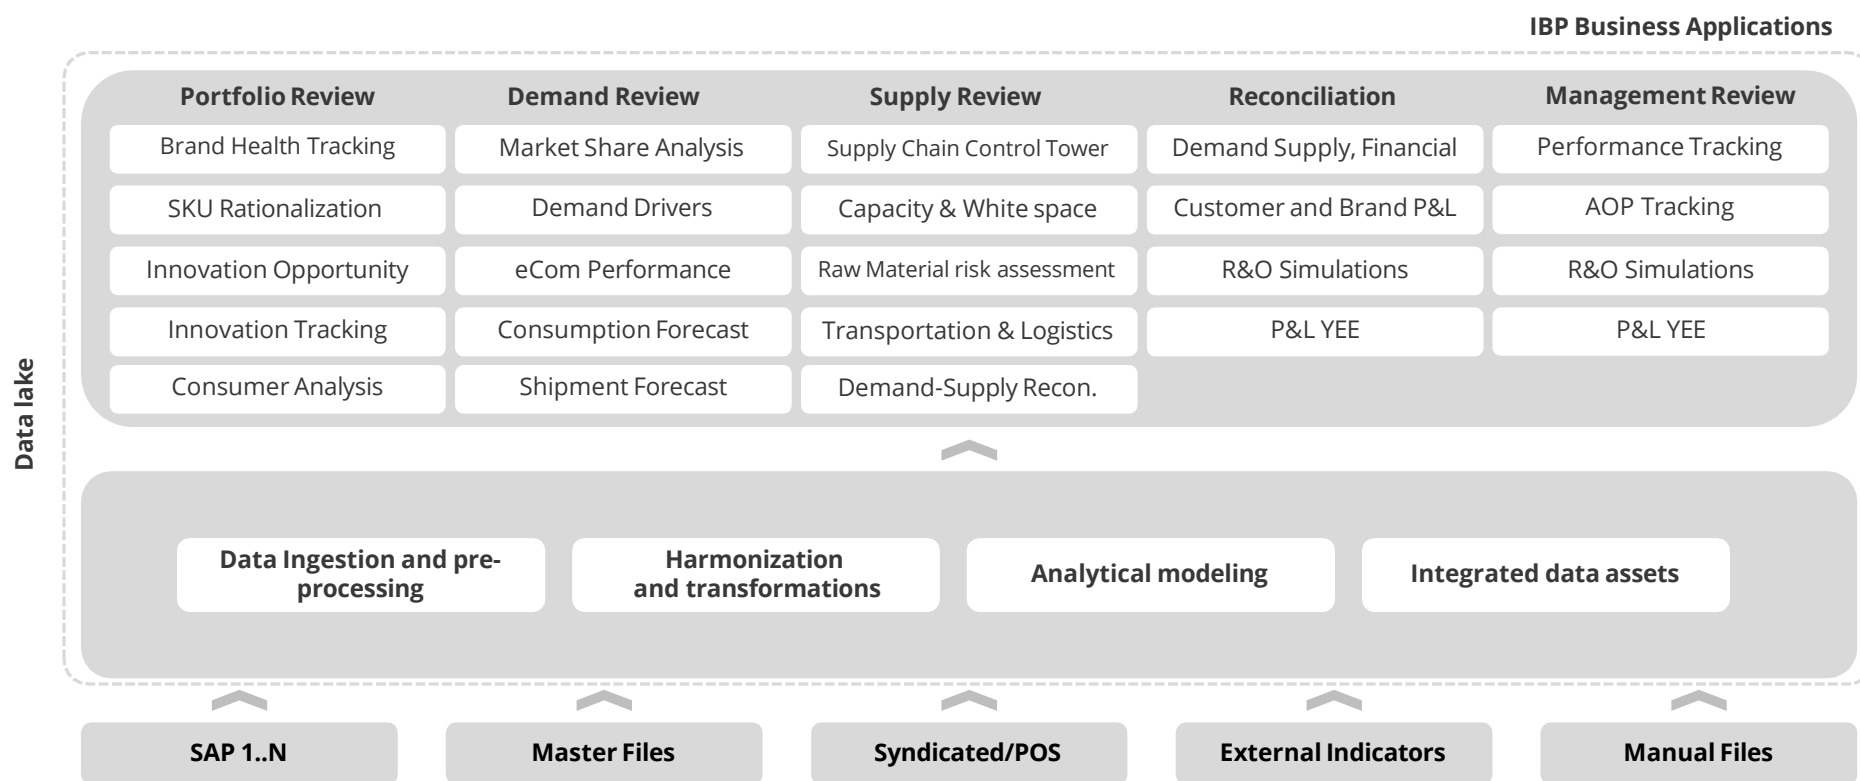 IBP Business Applications
Data lake
Portfolio Review
Brand Health Tracking
SKU Rationalization
Innovation Opportunity
Innovation Tracking
Consumer Analysis
Demand Review
Market Share Analysis
Demand Drivers
eCom Performance
Consumption Forecast
Shipment Forecast
Supply Review
Supply Chain Control Tower
Capacity & White space
Raw Material risk assessment
Transportation & Logistics
Demand-Supply Recon.
Reconciliation
Demand Supply, Financial
Customer and Brand P&L
R&O Simulations
P&L YEE
Management Review
Performance Tracking
AOP Tracking
R&O Simulations
P&L YEE
Data Ingestion and pre-
processing
Harmonization
and transformations
Analytical modeling
Integrated data assets
SAP 1..N
Master Files
Syndicated/POS
External Indicators
Manual Files